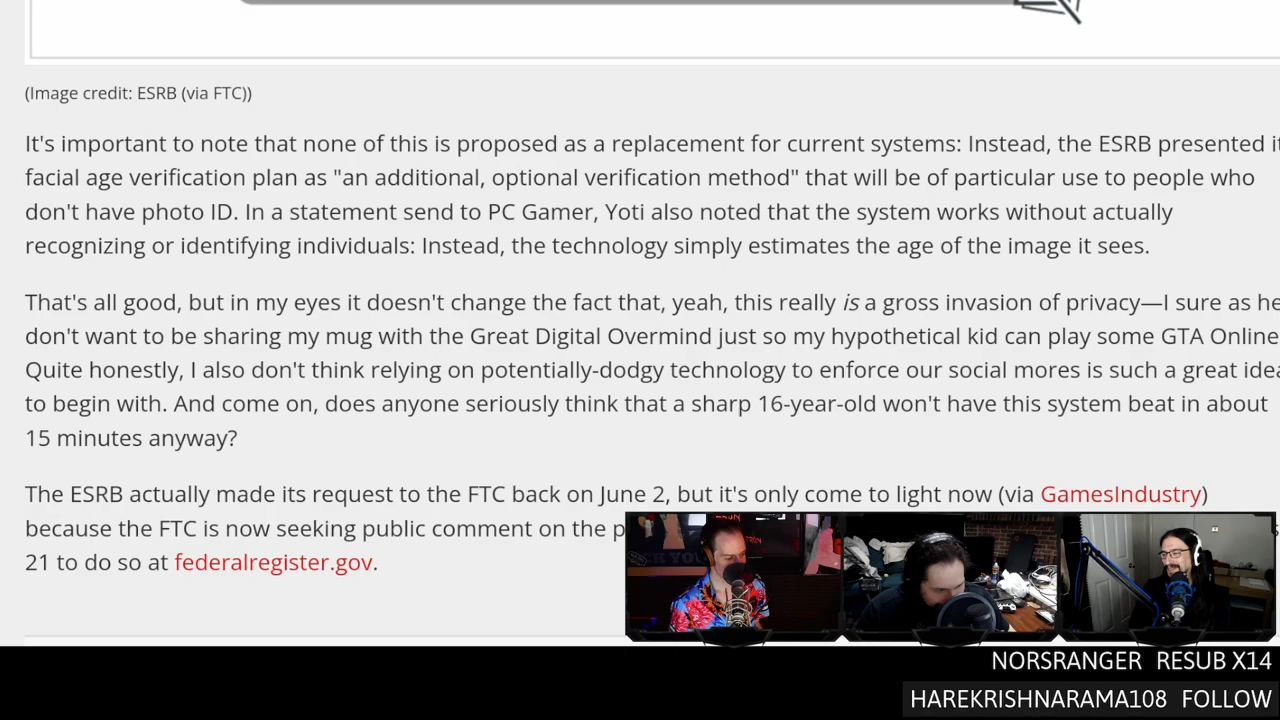 (Image credit: ESRB (via FTC))
It's important to note that none of this is proposed as a replacement for current systems: Instead, the ESRB presented
facial age verification plan as "an additional, optional verification method" that will be of particular use to people who
don't have photo ID. In a statement send to PC Gamer, Yoti also noted that the system works without actually
recognizing or identifying individuals: Instead, the technology simply estimates the age of the image it sees.
That's all good, but in my eyes it doesn't change the fact that, yeah, this really is a gross invasion of privacy—I sure as
don't want to be sharing my mug with the Great Digital Overmind just so my hypothetical kid can play some GTA Online
Quite honestly, I also don't think relying on potentially-dodgy technology to enforce our social mores is such a great
to begin with. And come on, does anyone seriously think that a sharp 16-year-old won't have this system beat in about
15 minutes anyway?
The ESRB actually made its request to the FTC back on June 2, but it's only come to light now (via GamesIndustry)
because the FTC is now seeking public comment on the
21 to do so at federalregister.gov.
NORSRANGER RESUB X14
HAREKRISHNARAMA108 FOLLOW